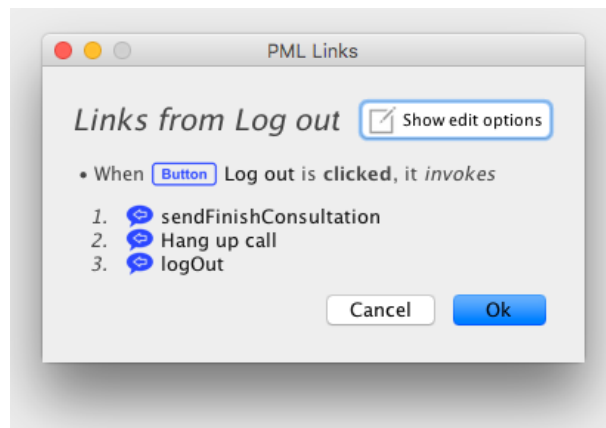 PML Links
Links from Log out Show edit options
• When Button Log out is clicked, it invokes
1. sendFinishConsultation
2. Hang up call
3. logOut
Cancel Ok